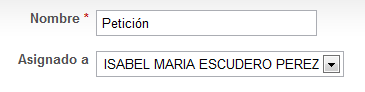 Nombre * Petición
Asignado a ISABEL MARIA ESCUDERO PEREZ